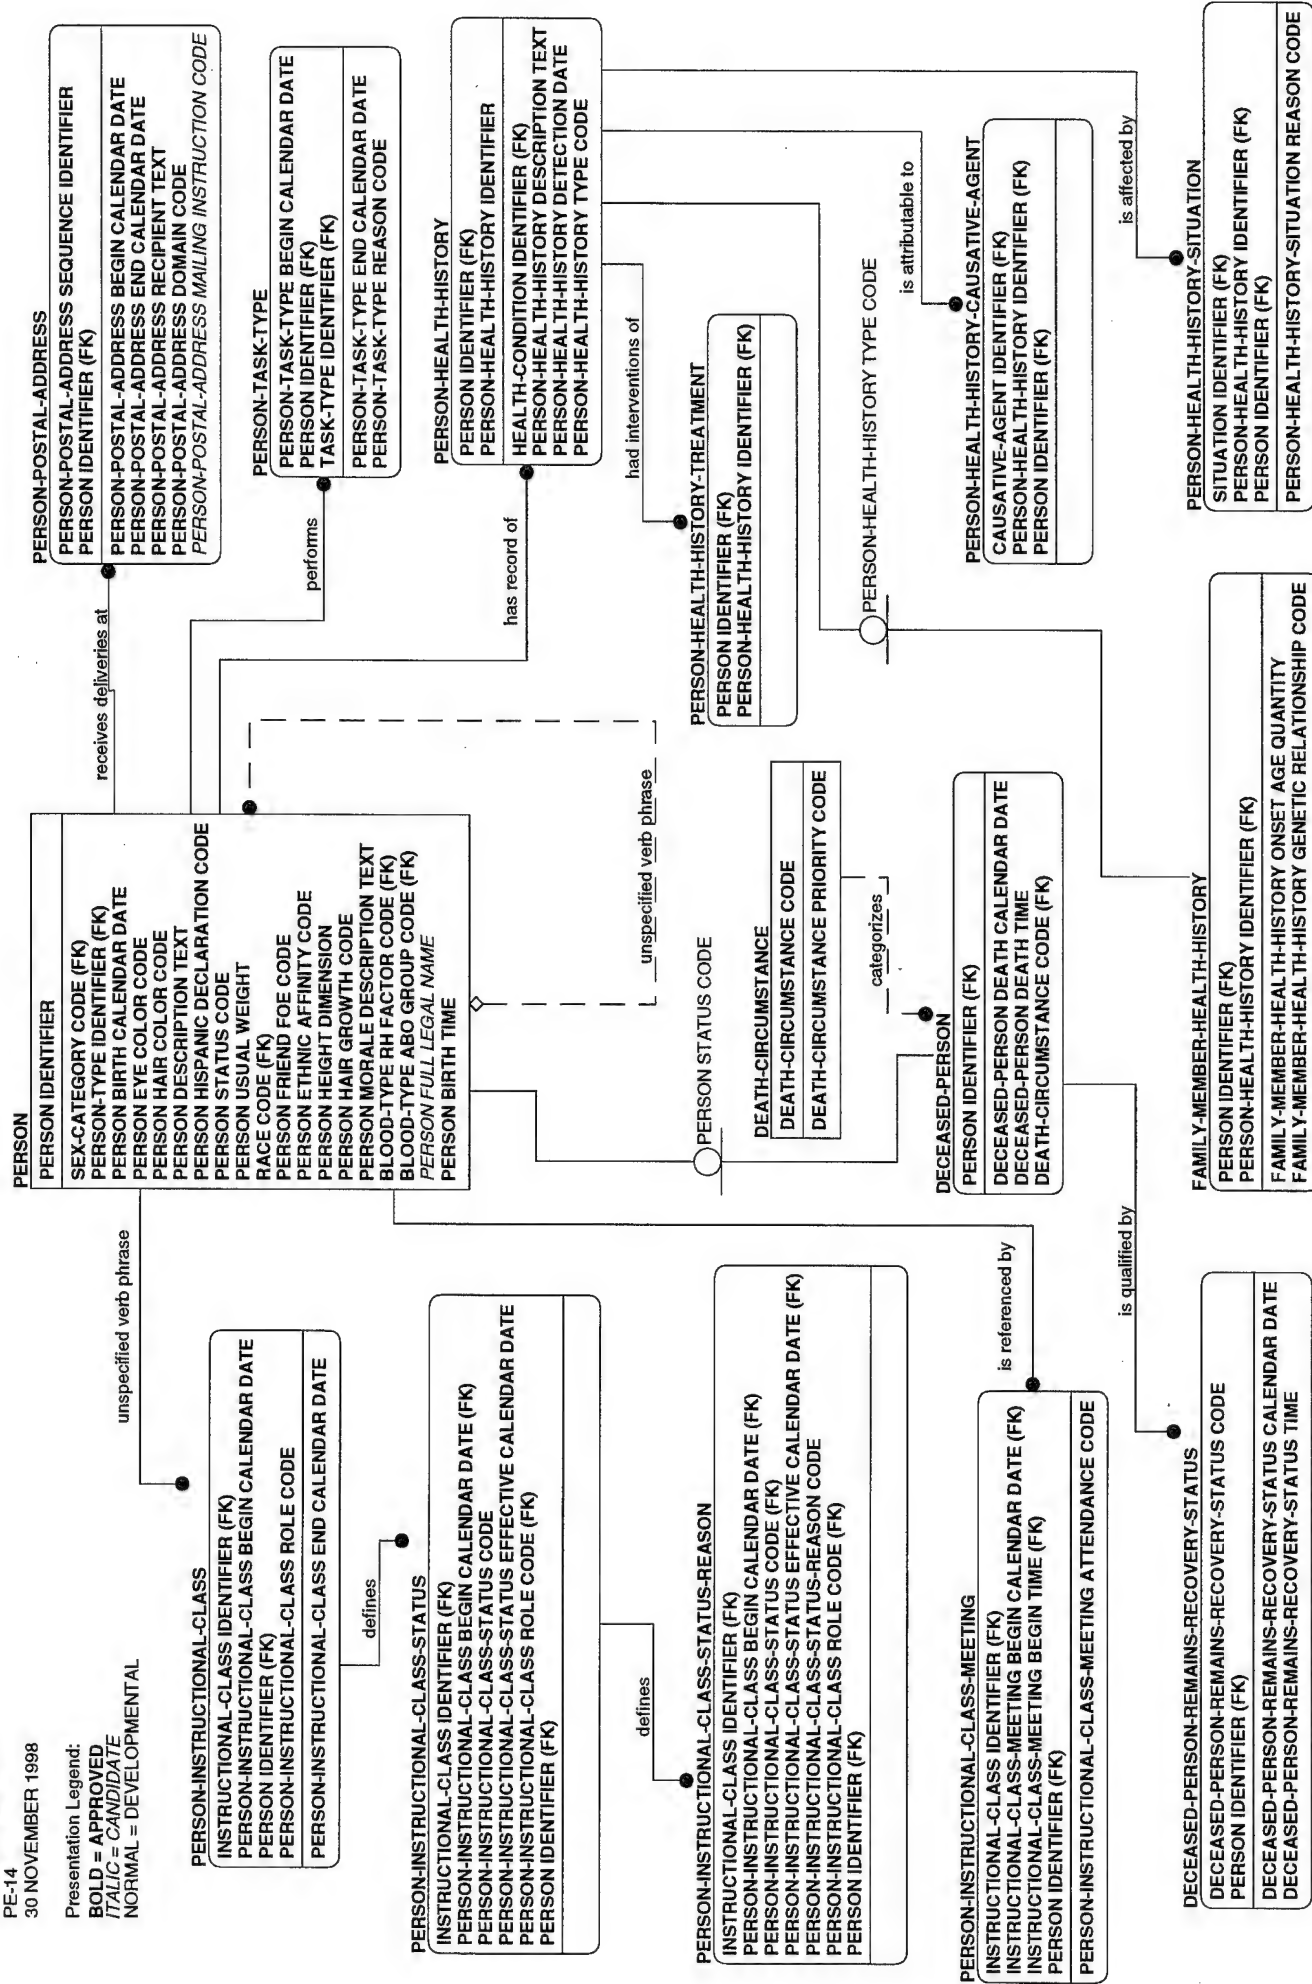 PE-14
30 NOVEMBER 1998
Presentation Legend:
BOLD = APPROVED
ITALIC = CANDIDATE
NORMAL = DEVELOPMENTAL
PERSON
PERSON IDENTIFIER
SEX-CATEGORY CODE (FK)
PERSON-TYPE IDENTIFIER (FK)
PERSON BIRTH CALENDAR DATE
PERSON EYE COLOR CODE
PERSON HAIR COLOR CODE
PERSON DESCRIPTION TEXT
PERSON HISPANIC DECLARATION CODE
PERSON STATUS CODE
PERSON USUAL WEIGHT
RACE CODE (FK)
PERSON FRIEND FOE CODE
PERSON ETHNIC AFFINITY CODE
PERSON HEIGHT DIMENSION
PERSON HAIR GROWTH CODE
PERSON MORALE DESCRIPTION TEXT
BLOOD-TYPE RH FACTOR CODE (FK)
BLOOD-TYPE ABO GROUP CODE (FK)
PERSON FULL LEGAL NAME
PERSON BIRTH TIME
receives deliveries at
PERSON-POSTAL-ADDRESS
PERSON-POSTAL-ADDRESS SEQUENCE IDENTIFIER
PERSON IDENTIFIER (FK)
PERSON-POSTAL-ADDRESS BEGIN CALENDAR DATE
PERSON-POSTAL-ADDRESS END CALENDAR DATE
PERSON-POSTAL-ADDRESS RECIPIENT TEXT
PERSON-POSTAL-ADDRESS DOMAIN CODE
PERSON-POSTAL-ADDRESS MAILING INSTRUCTION CODE
performs
PERSON-TASK-TYPE
PERSON-TASK-TYPE BEGIN CALENDAR DATE
PERSON IDENTIFIER (FK)
TASK-TYPE IDENTIFIER (FK)
PERSON-TASK-TYPE END CALENDAR DATE
PERSON-TASK-TYPE REASON CODE
has record of
PERSON-HEALTH-HISTORY
PERSON IDENTIFIER (FK)
PERSON-HEALTH-HISTORY IDENTIFIER
HEALTH-CONDITION IDENTIFIER (FK)
PERSON-HEALTH-HISTORY DESCRIPTION TEXT
PERSON-HEALTH-HISTORY DETECTION DATE
PERSON-HEALTH-HISTORY TYPE CODE
unspecified verb phrase
PERSON-INSTRUCTIONAL-CLASS
INSTRUCTIONAL-CLASS IDENTIFIER (FK)
PERSON-INSTRUCTIONAL-CLASS BEGIN CALENDAR DATE
PERSON IDENTIFIER (FK)
PERSON-INSTRUCTIONAL-CLASS ROLE CODE
PERSON-INSTRUCTIONAL-CLASS END CALENDAR DATE
defines
PERSON-INSTRUCTIONAL-CLASS-STATUS
INSTRUCTIONAL-CLASS IDENTIFIER (FK)
PERSON-INSTRUCTIONAL-CLASS BEGIN CALENDAR DATE (FK)
PERSON-INSTRUCTIONAL-CLASS-STATUS CODE
PERSON-INSTRUCTIONAL-CLASS-STATUS EFFECTIVE CALENDAR DATE
PERSON-INSTRUCTIONAL-CLASS ROLE CODE (FK)
PERSON IDENTIFIER (FK)
defines
PERSON-INSTRUCTIONAL-CLASS-STATUS-REASON
INSTRUCTIONAL-CLASS IDENTIFIER (FK)
PERSON-INSTRUCTIONAL-CLASS BEGIN CALENDAR DATE (FK)
PERSON-INSTRUCTIONAL-CLASS-STATUS CODE (FK)
PERSON-INSTRUCTIONAL-CLASS-STATUS EFFECTIVE CALENDAR DATE (FK)
PERSON-INSTRUCTIONAL-CLASS-STATUS-REASON CODE
PERSON-INSTRUCTIONAL-CLASS ROLE CODE (FK)
PERSON IDENTIFIER (FK)
is referenced by
PERSON-INSTRUCTIONAL-CLASS-MEETING
INSTRUCTIONAL-CLASS IDENTIFIER (FK)
INSTRUCTIONAL-CLASS-MEETING BEGIN CALENDAR DATE (FK)
INSTRUCTIONAL-CLASS-MEETING BEGIN TIME (FK)
PERSON IDENTIFIER (FK)
PERSON-INSTRUCTIONAL-CLASS-MEETING ATTENDANCE CODE
unspecified verb phrase
PERSON STATUS CODE
DEATH-CIRCUMSTANCE
DEATH-CIRCUMSTANCE CODE
DEATH-CIRCUMSTANCE PRIORITY CODE
categorizes
DECEASED-PERSON
PERSON IDENTIFIER (FK)
DECEASED-PERSON DEATH CALENDAR DATE
DECEASED-PERSON DEATH TIME
DEATH-CIRCUMSTANCE CODE (FK)
is qualified by
DECEASED-PERSON-REMAINS-RECOVERY-STATUS
DECEASED-PERSON-REMAINS-RECOVERY-STATUS CODE
PERSON IDENTIFIER (FK)
DECEASED-PERSON-REMAINS-RECOVERY-STATUS CALENDAR DATE
DECEASED-PERSON-REMAINS-RECOVERY-STATUS TIME
had interventions of
PERSON-HEALTH-HISTORY-TREATMENT
PERSON IDENTIFIER (FK)
PERSON-HEALTH-HISTORY IDENTIFIER (FK)
PERSON-HEALTH-HISTORY TYPE CODE
FAMILY-MEMBER-HEALTH-HISTORY
PERSON IDENTIFIER (FK)
PERSON-HEALTH-HISTORY IDENTIFIER (FK)
FAMILY-MEMBER-HEALTH-HISTORY ONSET AGE QUANTITY
FAMILY-MEMBER-HEALTH-HISTORY GENETIC RELATIONSHIP CODE
is attributable to
PERSON-HEALTH-HISTORY-CAUSATIVE-AGENT
CAUSATIVE-AGENT IDENTIFIER (FK)
PERSON-HEALTH-HISTORY IDENTIFIER (FK)
PERSON IDENTIFIER (FK)
is affected by
PERSON-HEALTH-HISTORY-SITUATION
SITUATION IDENTIFIER (FK)
PERSON-HEALTH-HISTORY IDENTIFIER (FK)
PERSON IDENTIFIER (FK)
PERSON-HEALTH-HISTORY-SITUATION REASON CODE